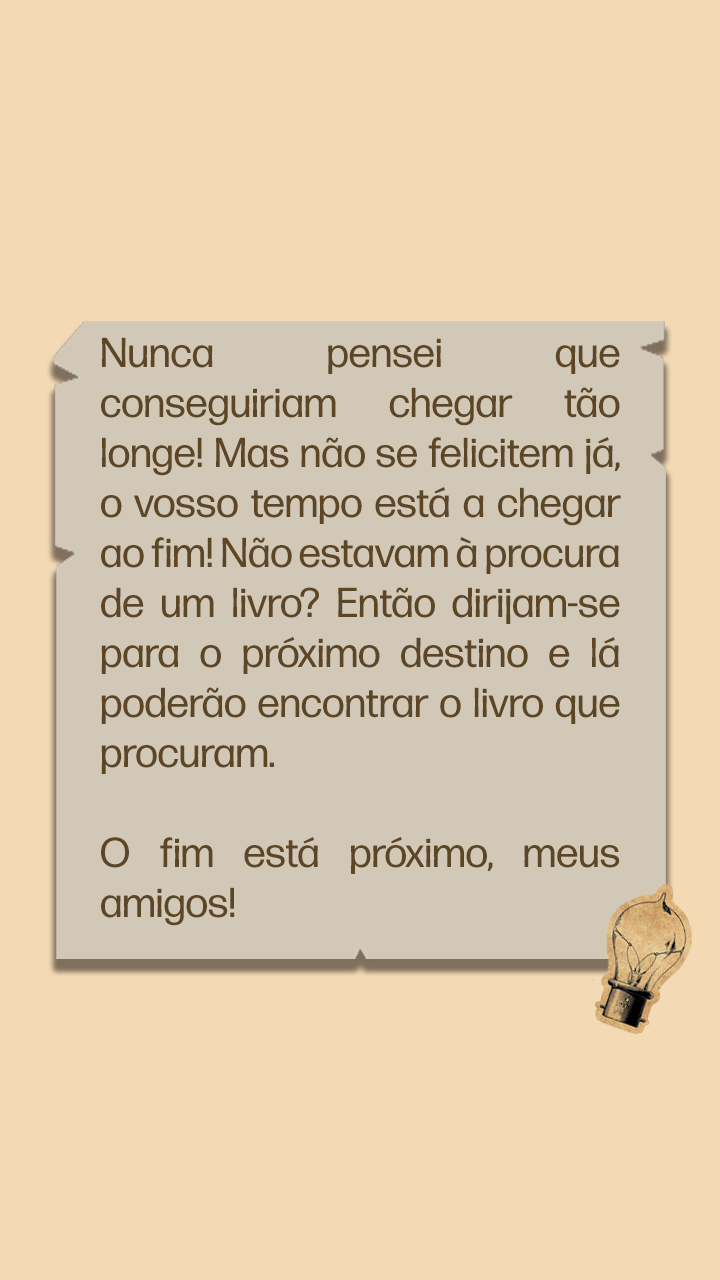 Nunca pensei que
conseguiriam chegar tão
longe! Mas não se felicitem já,
o vosso tempo está a chegar
ao fim! Não estavam à procura
de um livro? Então dirijam-se
para o próximo destino e lá
poderão encontrar o livro que
procuram.
O fim está próximo, meus
amigos!